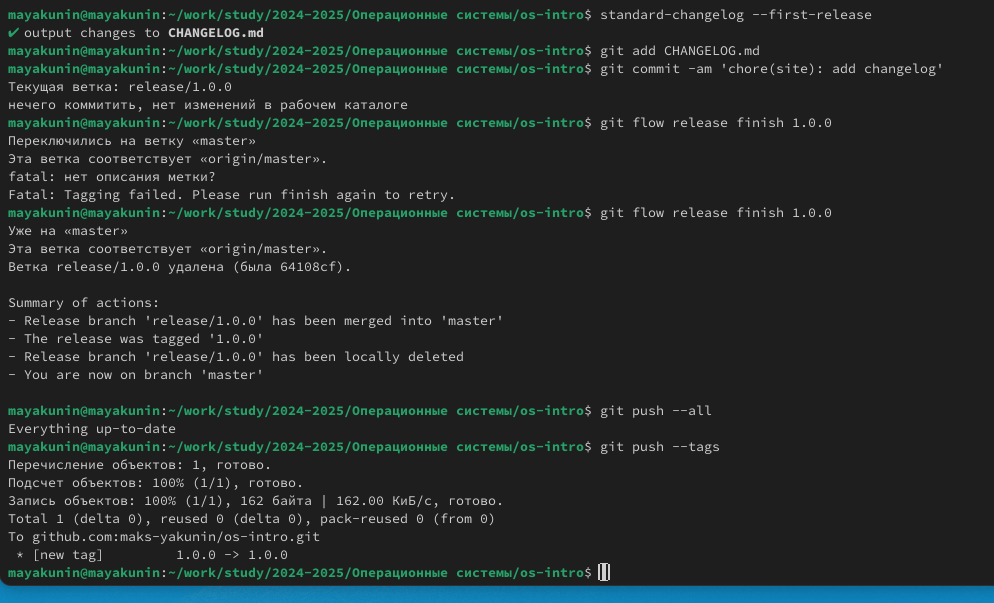 mayakunin@mayakunin:~/work/study/2024-2025/Операционные системы/os-intro$ standard-changelog --first-release
✔ output changes to CHANGELOG.md
mayakunin@mayakunin:~/work/study/2024-2025/Операционные системы/os-intro$ git add CHANGELOG.md
mayakunin@mayakunin:~/work/study/2024-2025/Операционные системы/os-intro$ git commit -am 'chore(site): add changelog'
Текущая ветка: release/1.0.0
нечего коммитить, нет изменений в рабочем каталоге
mayakunin@mayakunin:~/work/study/2024-2025/Операционные системы/os-intro$ git flow release finish 1.0.0
Переключились на ветку «master»
Эта ветка соответствует «origin/master».
fatal: нет описания метки?
Fatal: Tagging failed. Please run finish again to retry.
mayakunin@mayakunin:~/work/study/2024-2025/Операционные системы/os-intro$ git flow release finish 1.0.0
Уже на «master»
Эта ветка соответствует «origin/master».
Ветка release/1.0.0 удалена (была 64108cf).

Summary of actions:
- Release branch 'release/1.0.0' has been merged into 'master'
- The release was tagged '1.0.0'
- Release branch 'release/1.0.0' has been locally deleted
- You are now on branch 'master'

mayakunin@mayakunin:~/work/study/2024-2025/Операционные системы/os-intro$ git push --all
Everything up-to-date
mayakunin@mayakunin:~/work/study/2024-2025/Операционные системы/os-intro$ git push --tags
Перечисление объектов: 1, готово.
Подсчет объектов: 100% (1/1), готово.
Запись объектов: 100% (1/1), 162 байта | 162.00 КиБ/с, готово.
Total 1 (delta 0), reused 0 (delta 0), pack-reused 0 (from 0)
To github.com:maks-yakunin/os-intro.git
 * [new tag]         1.0.0 -> 1.0.0
mayakunin@mayakunin:~/work/study/2024-2025/Операционные системы/os-intro$